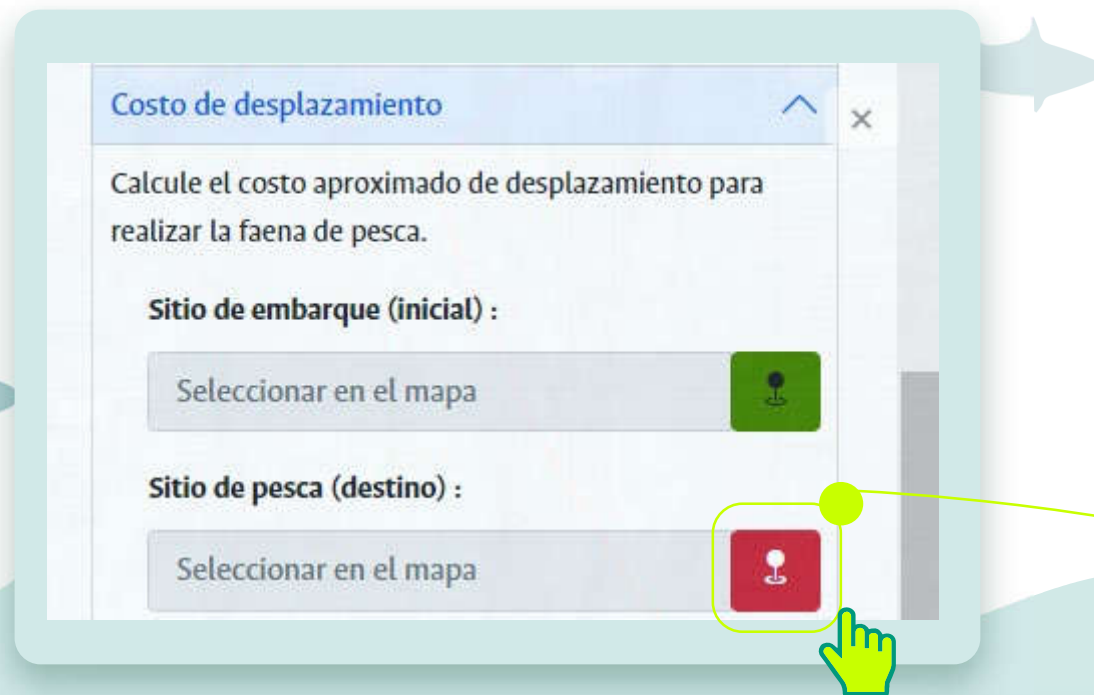 Costo de desplazamiento
Calcule el costo aproximado de desplazamiento para
realizar la faena de pesca.
Sitio de embarque (inicial) :
Seleccionar en el mapa
Sitio de pesca (destino) :
Seleccionar en el mapa